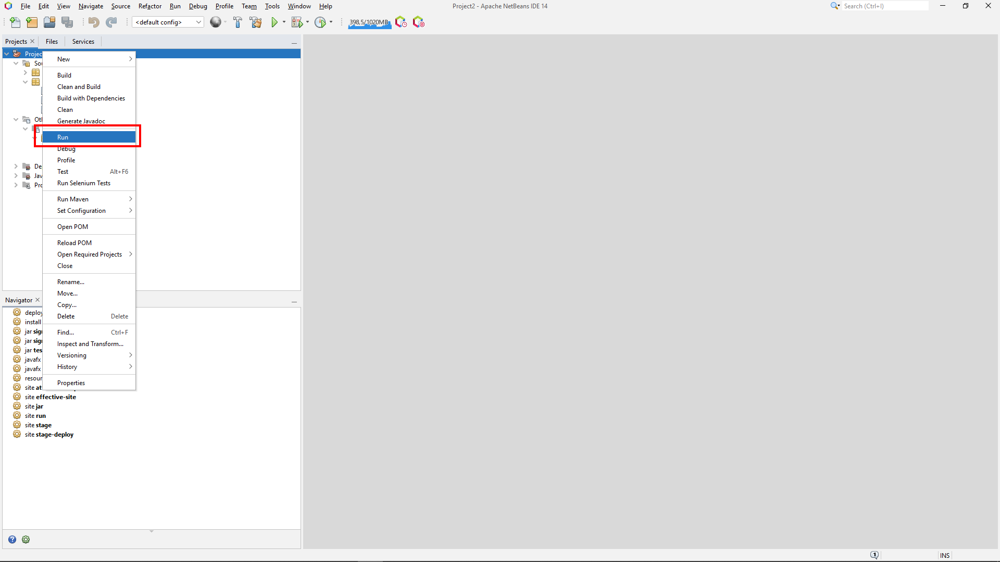 File Edit View Navigate Source Refactor Run Debug Profile Team Tools Window Help
Project2 - Apache NetBeans IDE 14
Search (Ctrl+I)
<default config>
398,5/1020MB
Projects Files Services
Projec
New
Sou
Build
Clean and Build
Build with Dependencies
Clean
Generate Javadoc
Oth
Run
Debug
Profile
De
Test Alt+F6
Jav
Run Selenium Tests
Pro
Run Maven
Set Configuration
Open POM
Reload POM
Open Required Projects
Close
Rename...
Move...
Navigator
Copy...
deploy
Delete Delete
install
jar sig
Find... Ctrl+F
jar sig
Inspect and Transform...
jar tes
Versioning
javafx
History
javafx
resour
Properties
site at
site effective-site
site jar
site run
site stage
site stage-deploy
1
INS